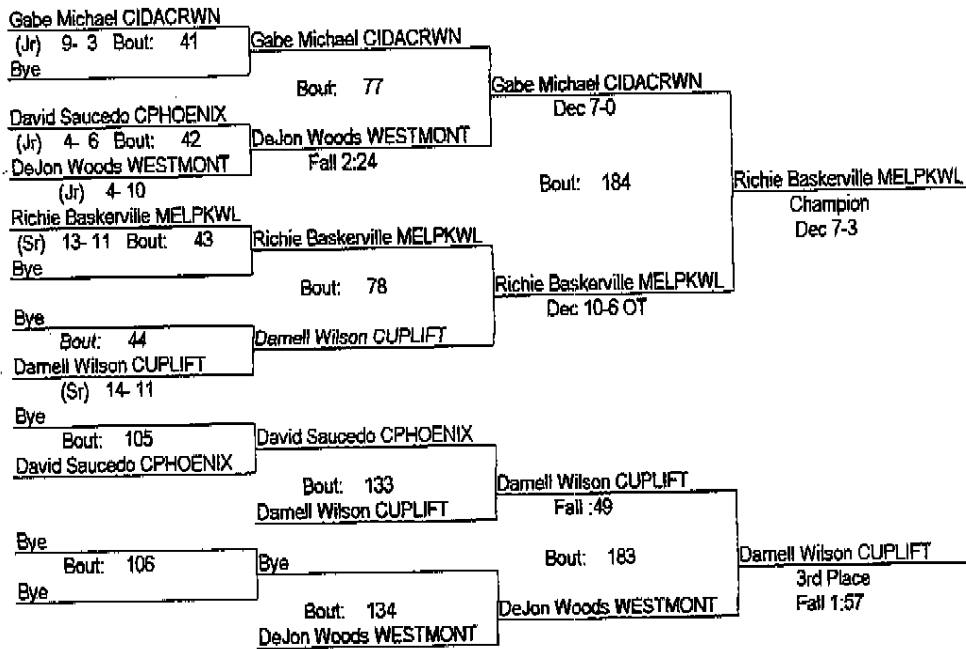 Gabe Michael CIDACRWN
(Jr) 9- 3 Bout: 41
Bye
Gabe Michael CIDACRWN
Bout: 77
David Saucedo CPHOENIX
(Jr) 4- 6 Bout: 42
DeJon Woods WESTMONT
(Jr) 4- 10
DeJon Woods WESTMONT
Fall 2:24
Gabe Michael CIDACRWN
Dec 7-0
Bout: 184
Richie Baskerville MELPKWL
(Sr) 13- 11 Bout: 43
Bye
Richie Baskerville MELPKWL
Bout: 78
Bye
Bout: 44
Darnell Wilson CUPLIFT
(Sr) 14- 11
Darnell Wilson CUPLIFT
Richie Baskerville MELPKWL
Dec 10-6 OT
Richie Baskerville MELPKWL
Champion
Dec 7-3
Bye
Bout: 105
David Saucedo CPHOENIX
David Saucedo CPHOENIX
Bout: 133
Darnell Wilson CUPLIFT
Darnell Wilson CUPLIFT
Fall :49
Bout: 183
Bye
Bout: 106
Bye
Bye
Bout: 134
DeJon Woods WESTMONT
DeJon Woods WESTMONT
Darnell Wilson CUPLIFT
3rd Place
Fall 1:57